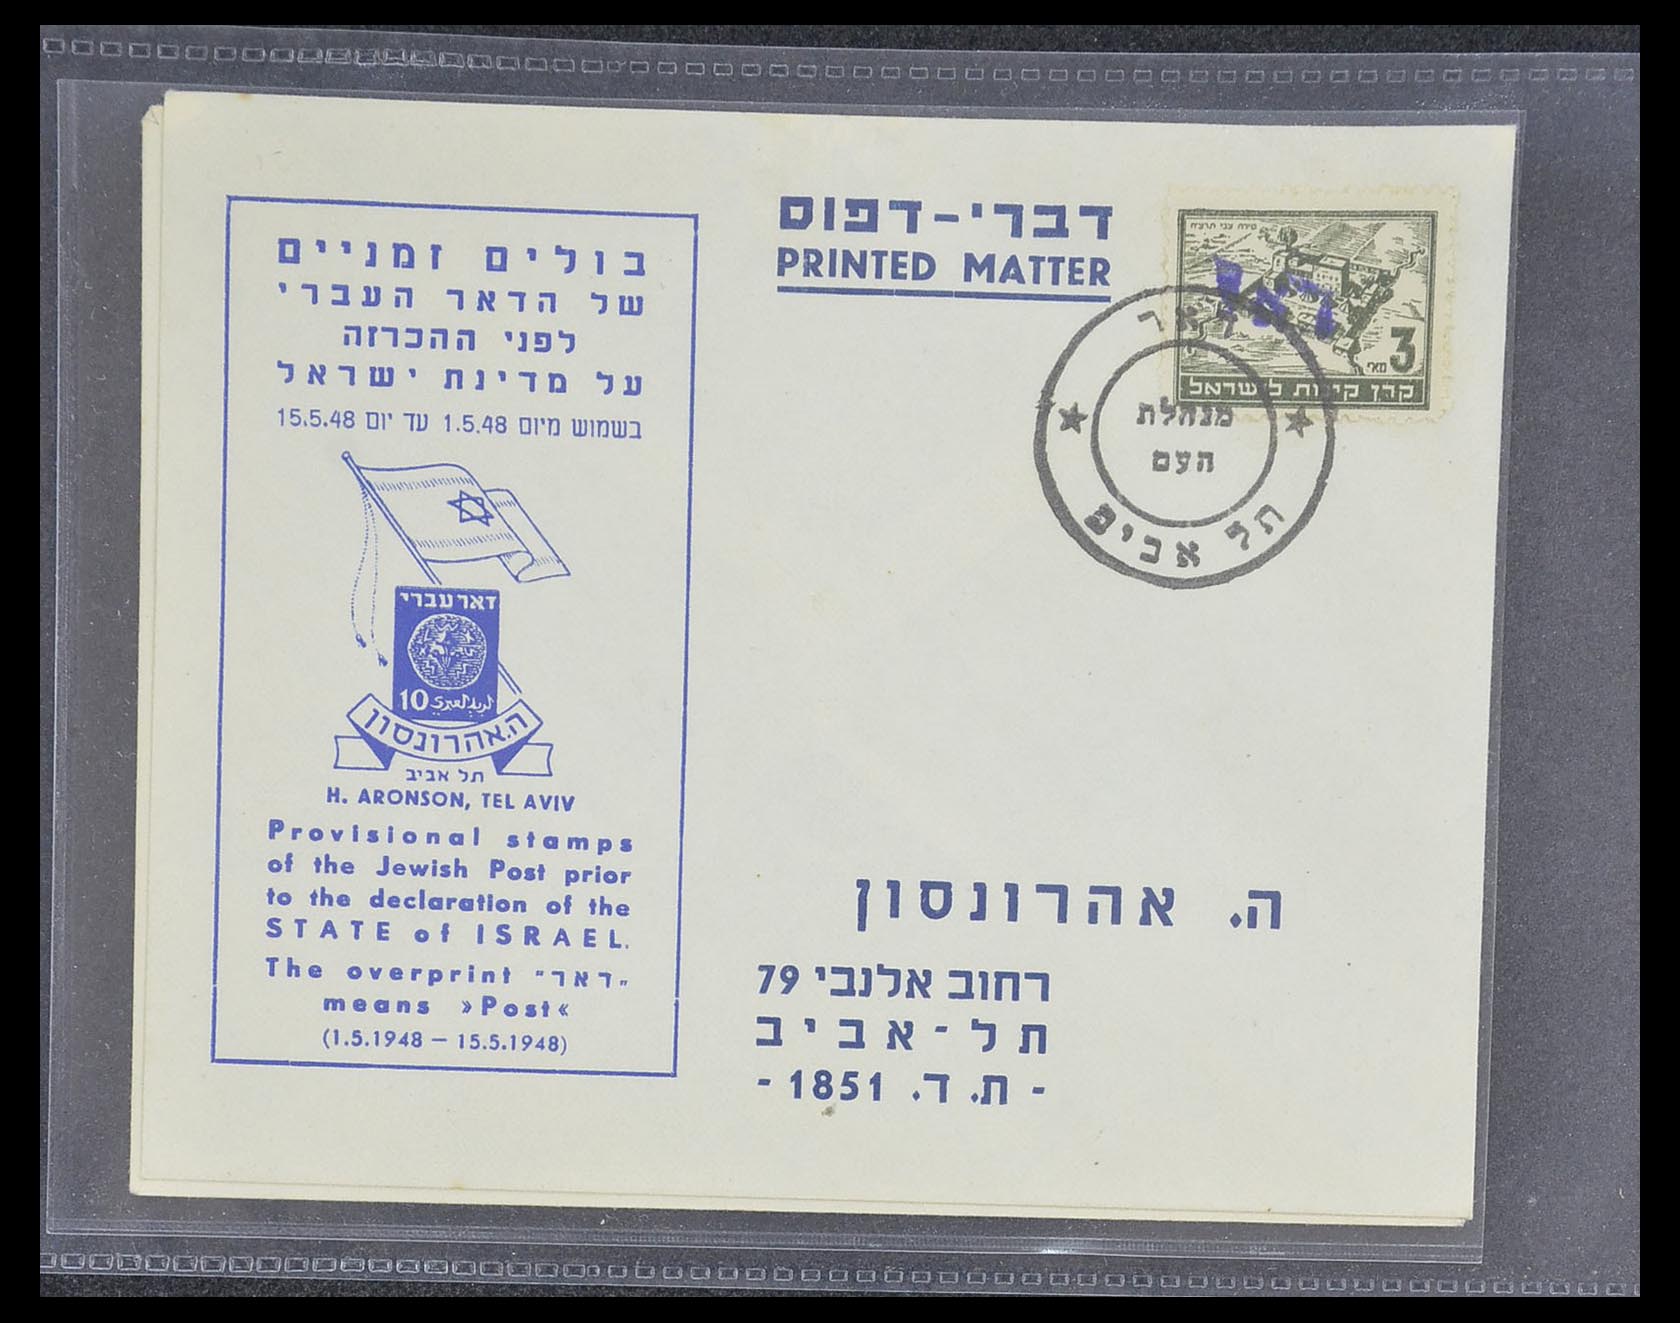 בולים זמניים
של הדאר העברי
לפני ההכרזה
על מדינת ישראל
בשמוש מיום 1.5.48 עד יום 15.5.48
דאר עברי
10
ה. אהרונסון
תל אביב
H. ARONSON, TEL AVIV
Provisional stamps
of the Jewish Post prior
to the declaration of the
STATE of ISRAEL.
The overprint "דאר"
means »Post«
(1.5.1948 — 15.5.1948)
דברי-דפוס
PRINTED MATTER
דאר
3 מאי
קרן קימת לישראל
דאר
מנהלת
העם
תל אביב
ה. אהרונסון
רחוב אלנבי 79
תל-אביב
- ת. ד. 1851 -